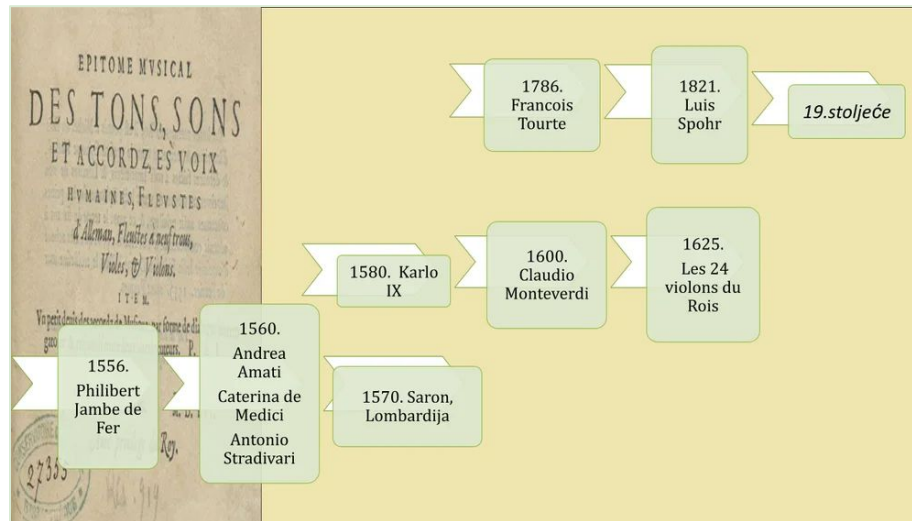 EPITOME MVSICAL
DES TONS, SONS
ET ACCORDZ, ES VOIX
HVMAINES, FLEVSTES
d'Alleman, Fleustes a neuf trous,
Violes, & Violons.
ITEM.
27353
1556.
Philibert
Jambe de
Fer
1560.
Andrea
Amati
Caterina de
Medici
Antonio
Stradivari
1570. Saron,
Lombardija
1580. Karlo
IX
1600.
Claudio
Monteverdi
1625.
Les 24
violons du
Rois
1786.
Francois
Tourte
1821.
Luis
Spohr
19.stoljeće